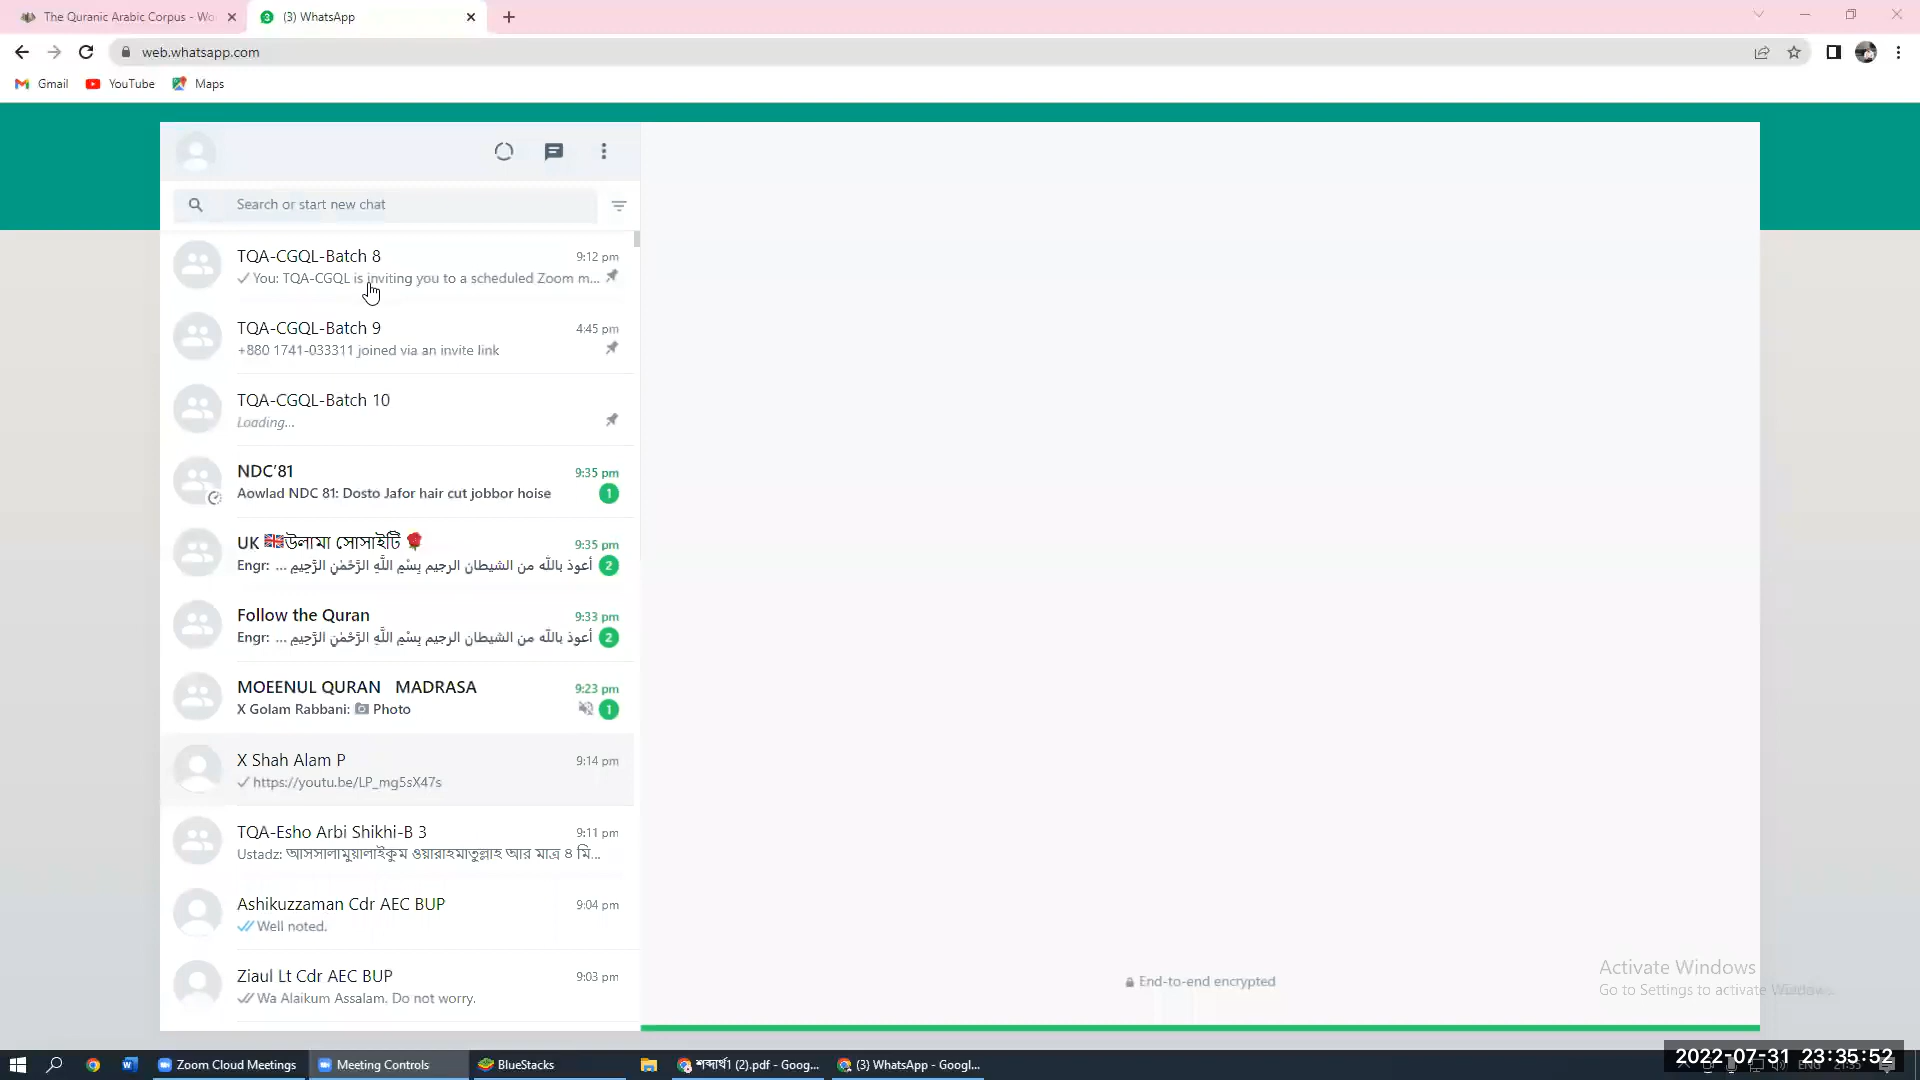 The Quranic Arabic Corpus - Wo
(3) WhatsApp
web.whatsapp.com
Gmail
YouTube
Maps
Search or start new chat
TQA-CGQL-Batch 8
9:12 pm
You: TQA-CGQL is inviting you to a scheduled Zoom m...
TQA-CGQL-Batch 9
4:45 pm
+880 1741-033311 joined via an invite link
TQA-CGQL-Batch 10
Loading...
NDC'81
9:35 pm
Aowlad NDC 81: Dosto Jafor hair cut jobbor hoise
1
UK 🇬🇧উলামা সোসাইটি 🌹
9:35 pm
Engr: ... أعوذ بالله من الشيطان الرجيم بِسْمِ اللَّهِ الرَّحْمَٰنِ الرَّحِيمِ
2
Follow the Quran
9:33 pm
Engr: ... أعوذ بالله من الشيطان الرجيم بِسْمِ اللَّهِ الرَّحْمَٰنِ الرَّحِيمِ
2
MOEENUL QURAN MADRASA
9:23 pm
X Golam Rabbani: 📷 Photo
1
X Shah Alam P
9:14 pm
https://youtu.be/LP_mg5sX47s
TQA-Esho Arbi Shikhi-B 3
9:11 pm
Ustadz: আসসালামুয়ালাইকুম ওয়ারাহমাতুল্লাহ আর মাত্র ৪ মি...
Ashikuzzaman Cdr AEC BUP
9:04 pm
Well noted.
Ziaul Lt Cdr AEC BUP
9:03 pm
Wa Alaikum Assalam. Do not worry.
End-to-end encrypted
Activate Windows
Go to Settings to activate Windows.
Zoom Cloud Meetings
Meeting Controls
BlueStacks
শব্দার্থ1 (2).pdf - Goog...
(3) WhatsApp - Googl...
2022-07-31 23:35:52
ENG
21:35